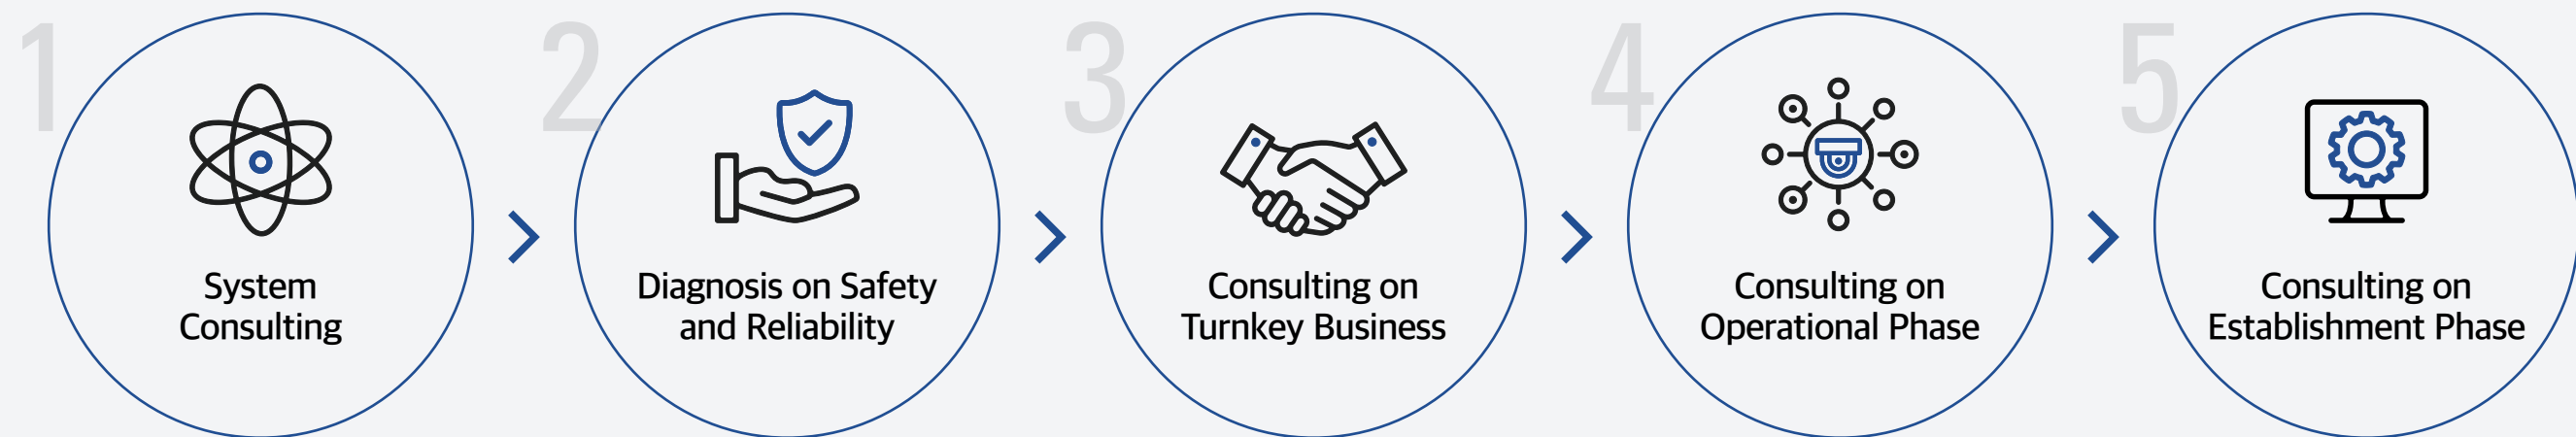 1
System
Consulting
2
Diagnosis on Safety
and Reliability
3
Consulting on
Turnkey Business
4
Consulting on
Operational Phase
5
Consulting on
Establishment Phase